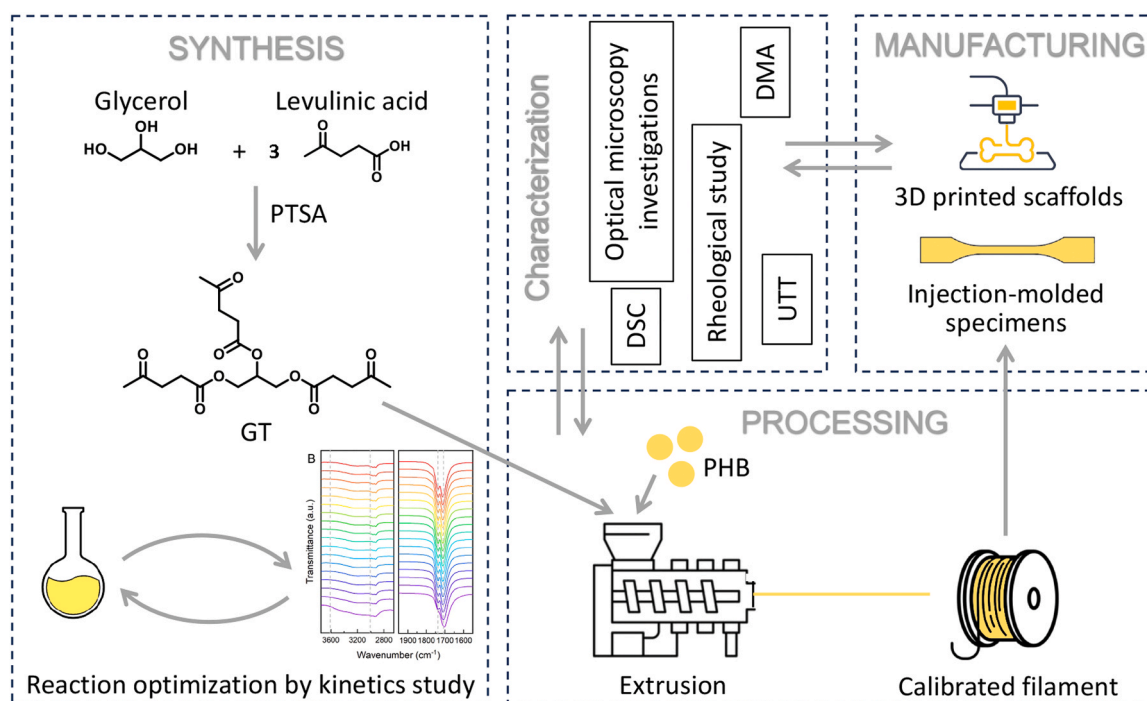 SYNTHESIS
Glycerol
Levulinic acid
OH
HO
OH
+ 3
O
OH
O
PTSA
O
O
O
O
O
O
O
O
O
GT
B
Transmittance (a.u.)
3600 3200 2800 1900 1800 1700 1600
Wavenumber (cm⁻¹)
Reaction optimization by kinetics study
Characterization
Optical microscopy
investigations
DSC
Rheological study
DMA
UTT
MANUFACTURING
3D printed scaffolds
Injection-molded
specimens
PROCESSING
PHB
Extrusion
Calibrated filament